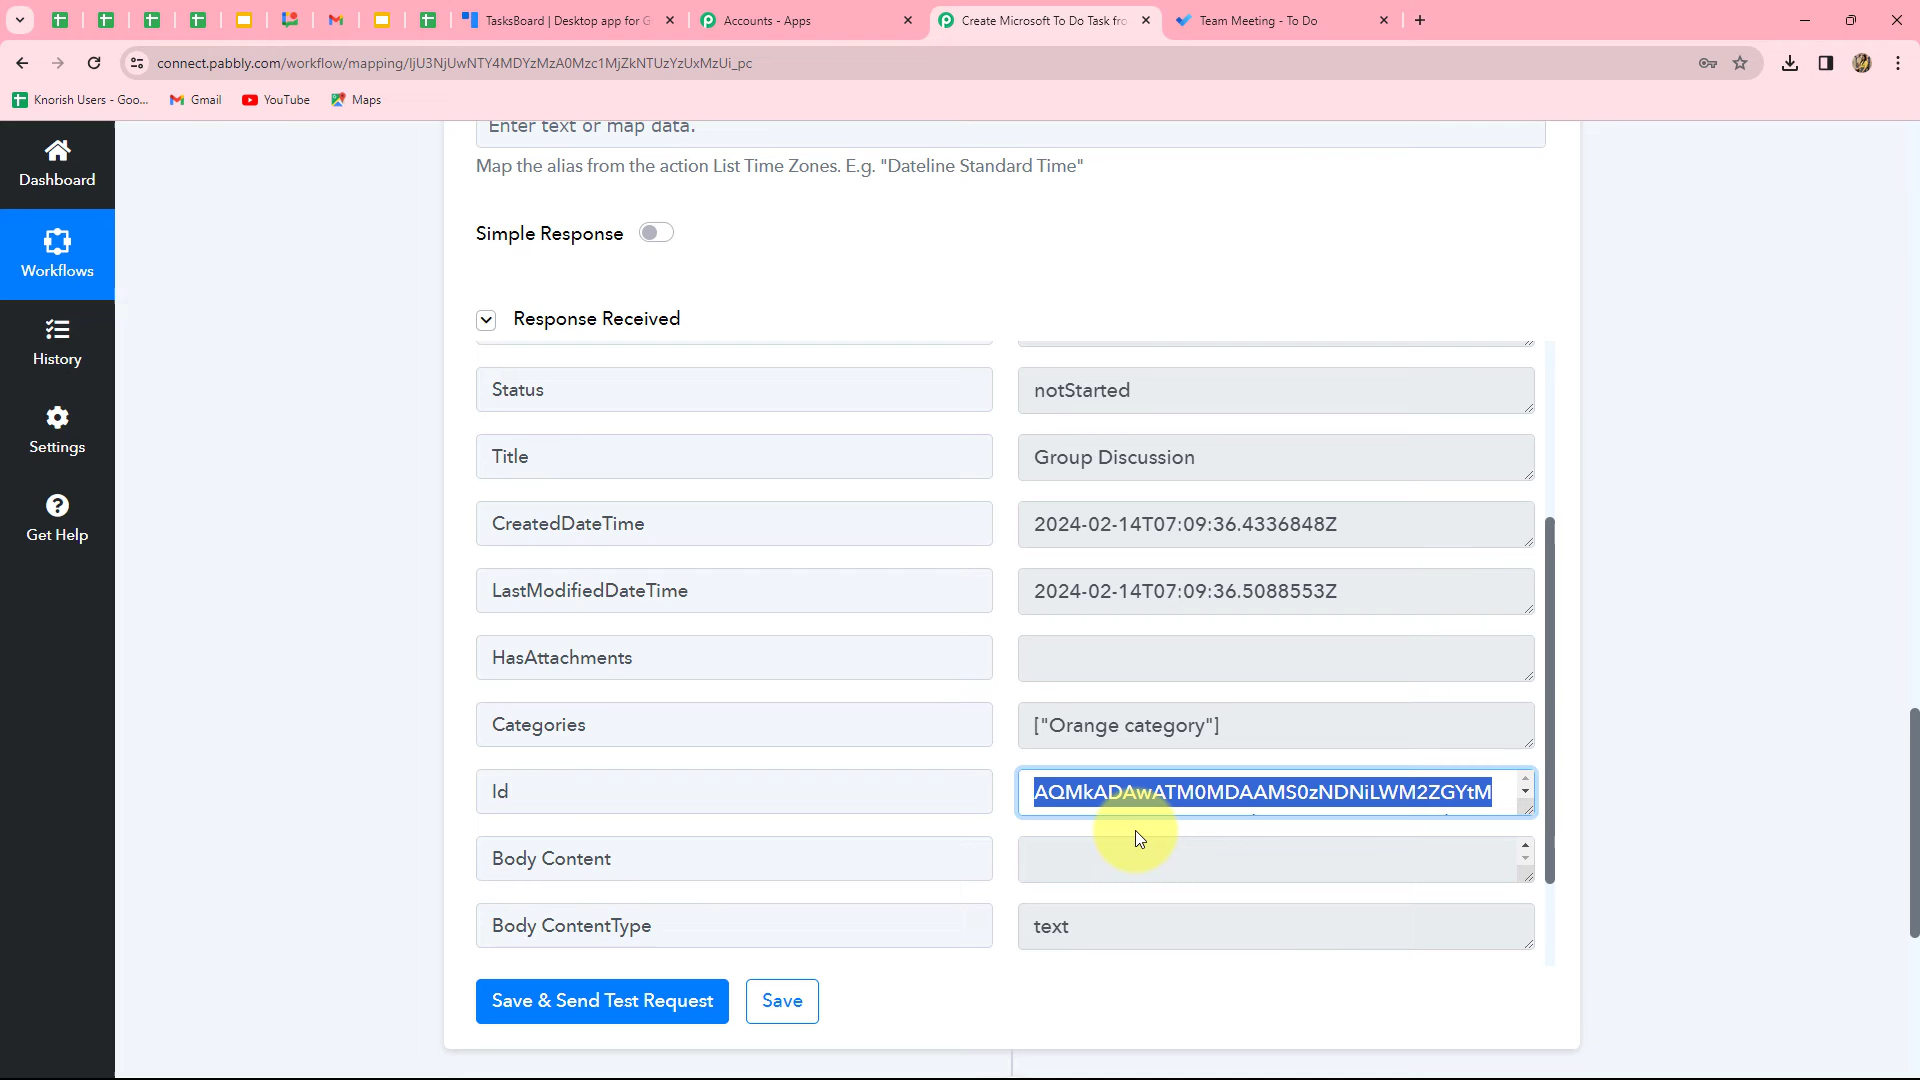 TasksBoard | Desktop app for G
Accounts - Apps
Create Microsoft To Do Task fro
Team Meeting - To Do
connect.pabbly.com/workflow/mapping/IjU3NjUwNTY4MDYzMzA0Mzc1MjZkNTUzYzUxMzUi_pc
Knorish Users - Goo...
Gmail
YouTube
Maps
Dashboard
Workflows
History
Settings
Get Help
Enter text or map data.
Map the alias from the action List Time Zones. E.g. "Dateline Standard Time"
Simple Response
Response Received
Status
notStarted
Title
Group Discussion
CreatedDateTime
2024-02-14T07:09:36.4336848Z
LastModifiedDateTime
2024-02-14T07:09:36.5088553Z
HasAttachments
Categories
["Orange category"]
Id
AQMkADAwATM0MDAAMS0zNDNiLWM2ZGYtM
Body Content
Body ContentType
text
Save & Send Test Request
Save